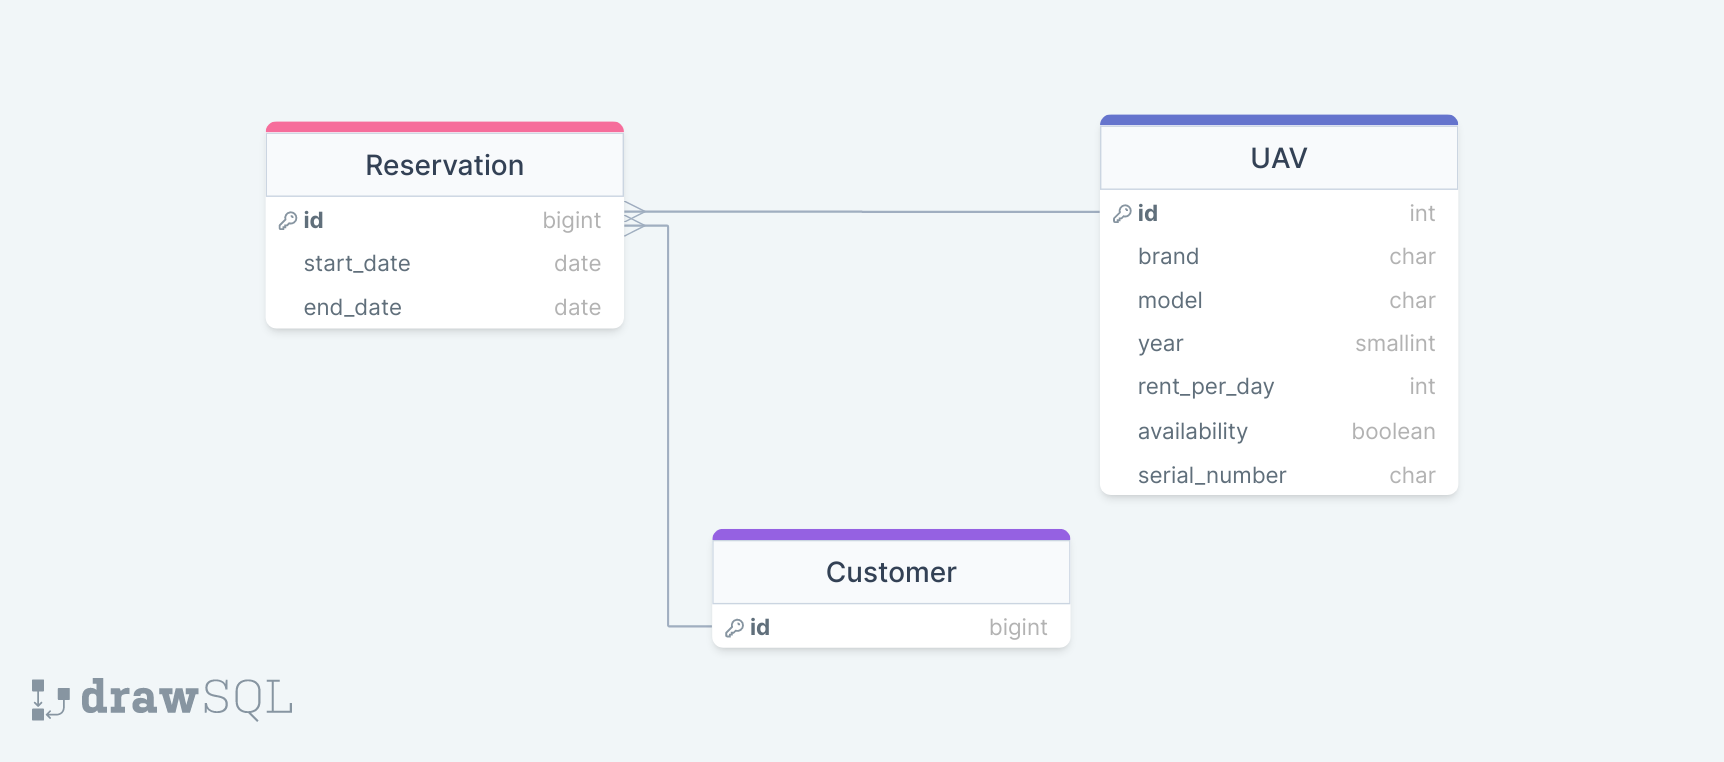 Reservation
id bigint
start_date date
end_date date
UAV
id int
brand char
model char
year smallint
rent_per_day int
availability boolean
serial_number char
Customer
id bigint
drawSQL